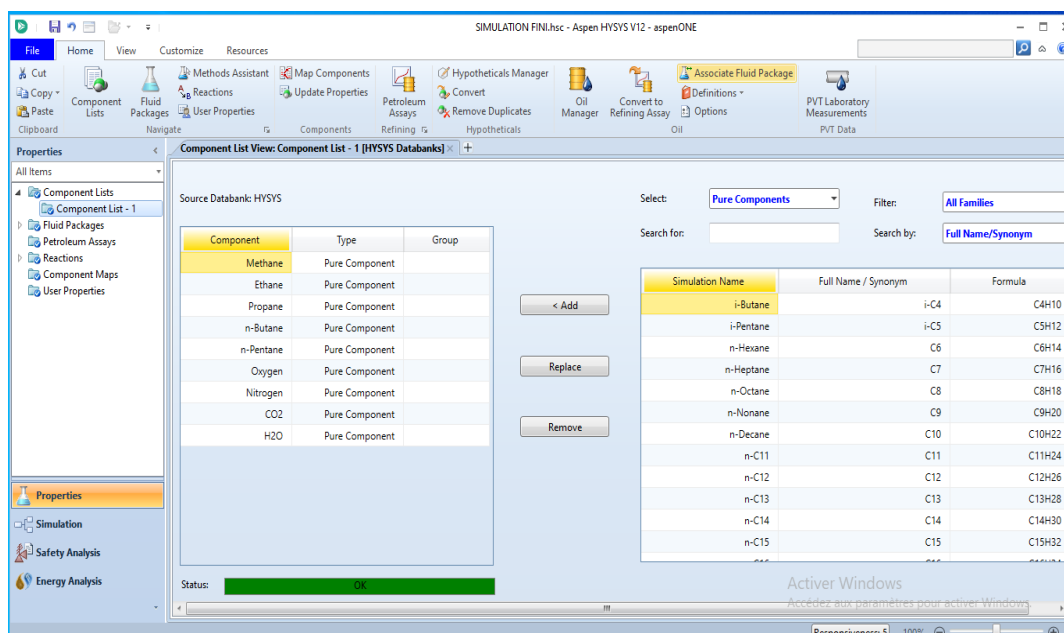 SIMULATION FINI.hsc - Aspen HYSYS V12 - aspenONE
File Home View Customize Resources
Cut
Copy
Paste
Clipboard
Component Lists
Fluid Packages
Methods Assistant
Reactions
User Properties
Navigate
Map Components
Update Properties
Components
Petroleum Assays
Refining
Hypotheticals Manager
Convert
Remove Duplicates
Hypotheticals
Oil Manager
Convert to Refining Assay
Associate Fluid Package
Definitions
Options
Oil
PVT Laboratory Measurements
PVT Data
Properties <
All Items
Component Lists
Component List - 1
Fluid Packages
Petroleum Assays
Reactions
Component Maps
User Properties
Properties
Simulation
Safety Analysis
Energy Analysis
Component List View: Component List - 1 [HYSYS Databanks] × +
Source Databank: HYSYS
Component Type Group
Methane Pure Component
Ethane Pure Component
Propane Pure Component
n-Butane Pure Component
n-Pentane Pure Component
Oxygen Pure Component
Nitrogen Pure Component
CO2 Pure Component
H2O Pure Component
< Add
Replace
Remove
Select: Pure Components Filter: All Families
Search for: Search by: Full Name/Synonym
Simulation Name Full Name / Synonym Formula
i-Butane i-C4 C4H10
i-Pentane i-C5 C5H12
n-Hexane C6 C6H14
n-Heptane C7 C7H16
n-Octane C8 C8H18
n-Nonane C9 C9H20
n-Decane C10 C10H22
n-C11 C11 C11H24
n-C12 C12 C12H26
n-C13 C13 C13H28
n-C14 C14 C14H30
n-C15 C15 C15H32
Status: OK
Activer Windows
Accédez aux paramètres pour activer Windows.
Responsiveness: 5 100%